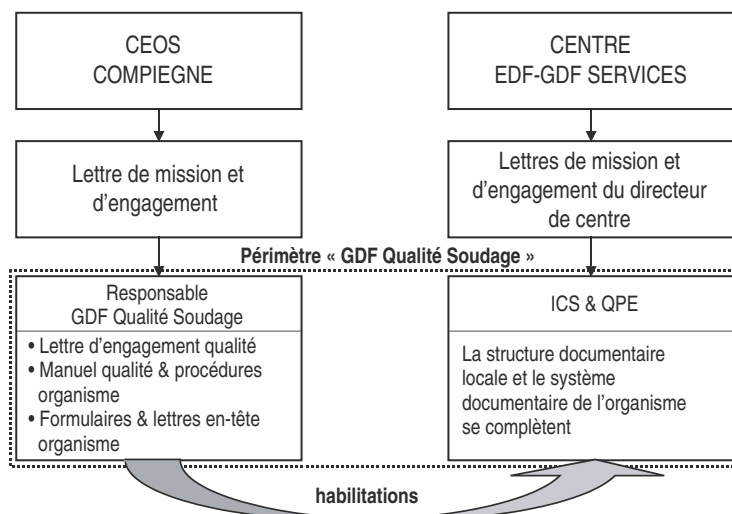 CEOS
COMPIEGNE
CENTRE
EDF-GDF SERVICES
Lettre de mission et
d'engagement
Lettres de mission et
d'engagement du directeur
de centre
Périmètre « GDF Qualité Soudage »
Responsable
GDF Qualité Soudage
• Lettre d'engagement qualité
• Manuel qualité & procédures
organisme
• Formulaires & lettres en-tête
organisme
ICS & QPE
La structure documentaire
locale et le système
documentaire de l'organisme
se complètent
habilitations